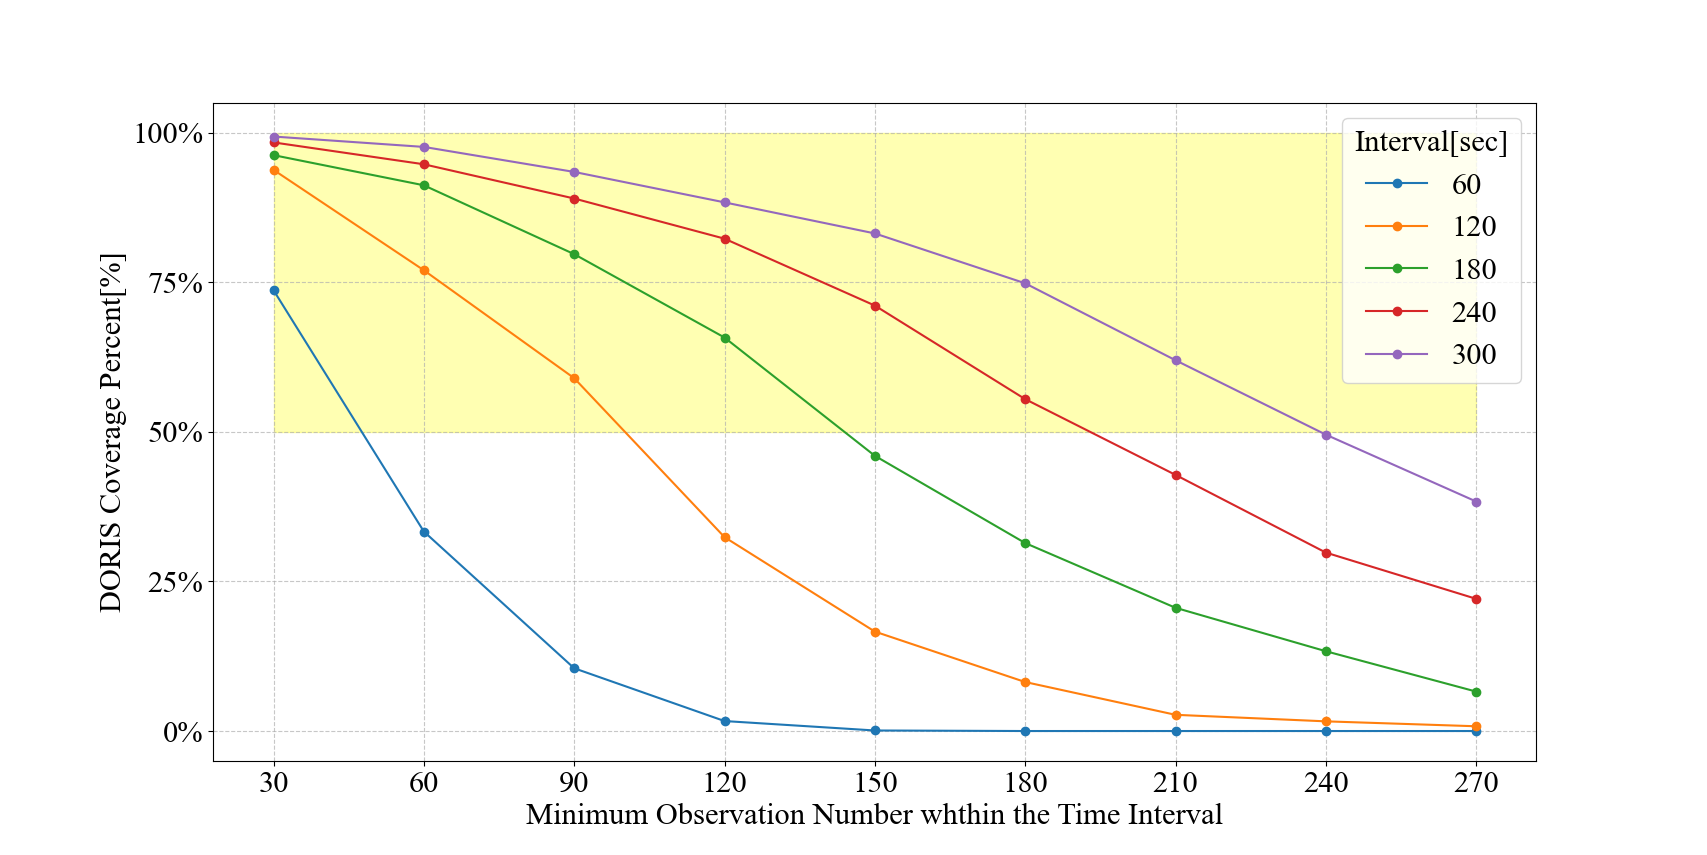 100%
75%
50%
25%
0%
DORIS Coverage Percent[%]
30 60 90 120 150 180 210 240 270
Minimum Observation Number whthin the Time Interval
Interval[sec]
60
120
180
240
300